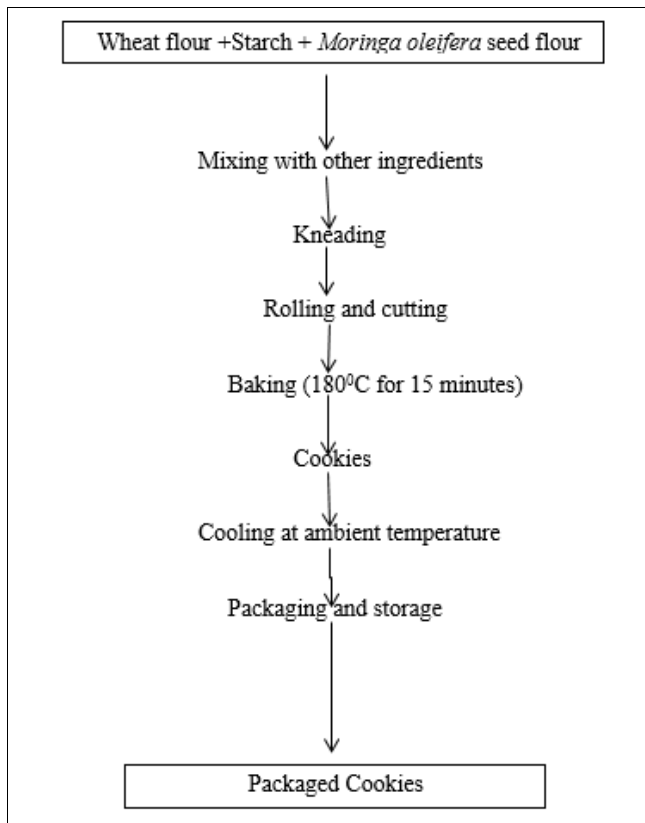 Wheat flour +Starch + Moringa oleifera seed flour
Mixing with other ingredients
Kneading
Rolling and cutting
Baking (180⁰C for 15 minutes)
Cookies
Cooling at ambient temperature
Packaging and storage
Packaged Cookies